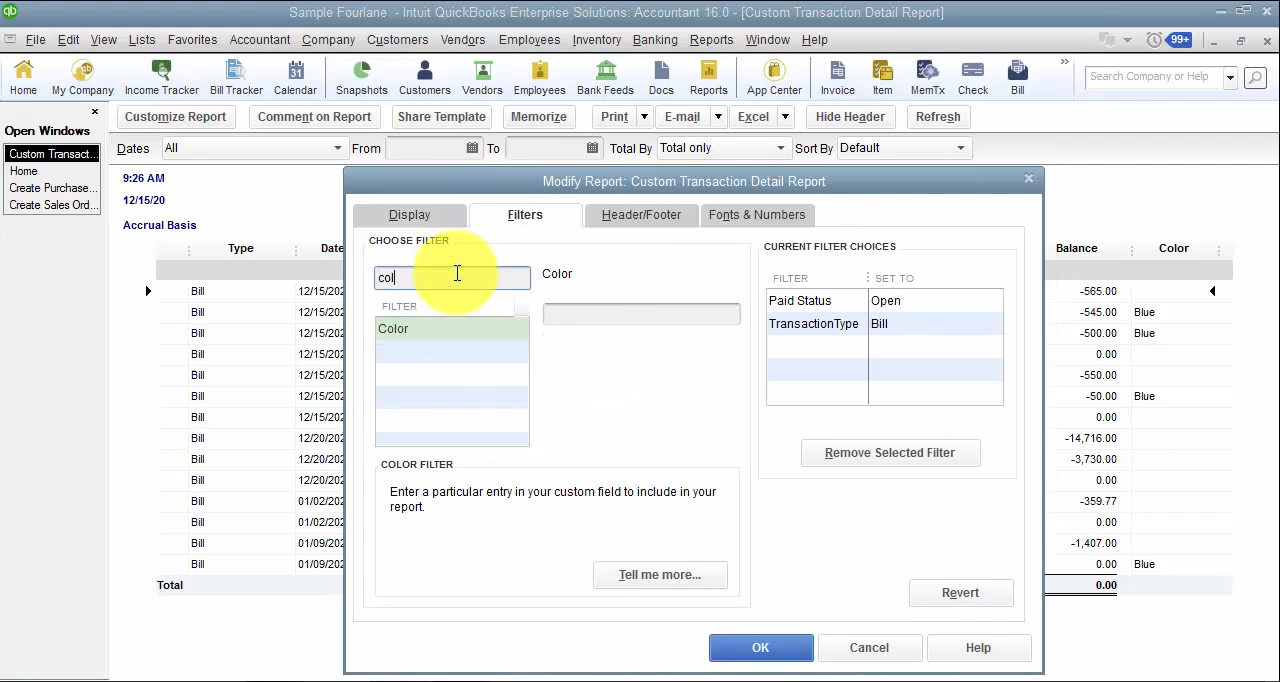 Sample Fourlane - Intuit QuickBooks Enterprise Solutions: Accountant 16.0 - [Custom Transaction Detail Report]
File Edit View Lists Favorites Accountant Company Customers Vendors Employees Inventory Banking Reports Window Help 99+
Home My Company Income Tracker Bill Tracker Calendar Snapshots Customers Vendors Employees Bank Feeds Docs Reports App Center Invoice Item MemTx Check Bill Search Company or Help
Customize Report Comment on Report Share Template Memorize Print E-mail Excel Hide Header Refresh
Open Windows
Custom Transact...
Home
Create Purchase...
Create Sales Ord...
Dates All From To Total By Total only Sort By Default
9:26 AM
12/15/20
Accrual Basis
Type Date Balance Color
Bill 12/15/202 -565.00
Bill 12/15/202 -545.00 Blue
Bill 12/15/202 -500.00 Blue
Bill 12/15/202 0.00
Bill 12/15/202 -550.00
Bill 12/15/202 -50.00 Blue
Bill 12/15/202 0.00
Bill 12/20/202 -14,716.00
Bill 12/20/202 -3,730.00
Bill 12/20/202 0.00
Bill 01/02/202 -359.77
Bill 01/02/202 0.00
Bill 01/09/202 -1,407.00
Bill 01/09/202 0.00 Blue
Total 0.00
Modify Report: Custom Transaction Detail Report
Display Filters Header/Footer Fonts & Numbers
CHOOSE FILTER
col
Color
FILTER
Color
COLOR FILTER
Enter a particular entry in your custom field to include in your
report.
Tell me more...
CURRENT FILTER CHOICES
FILTER SET TO
Paid Status Open
TransactionType Bill
Remove Selected Filter
Revert
OK Cancel Help